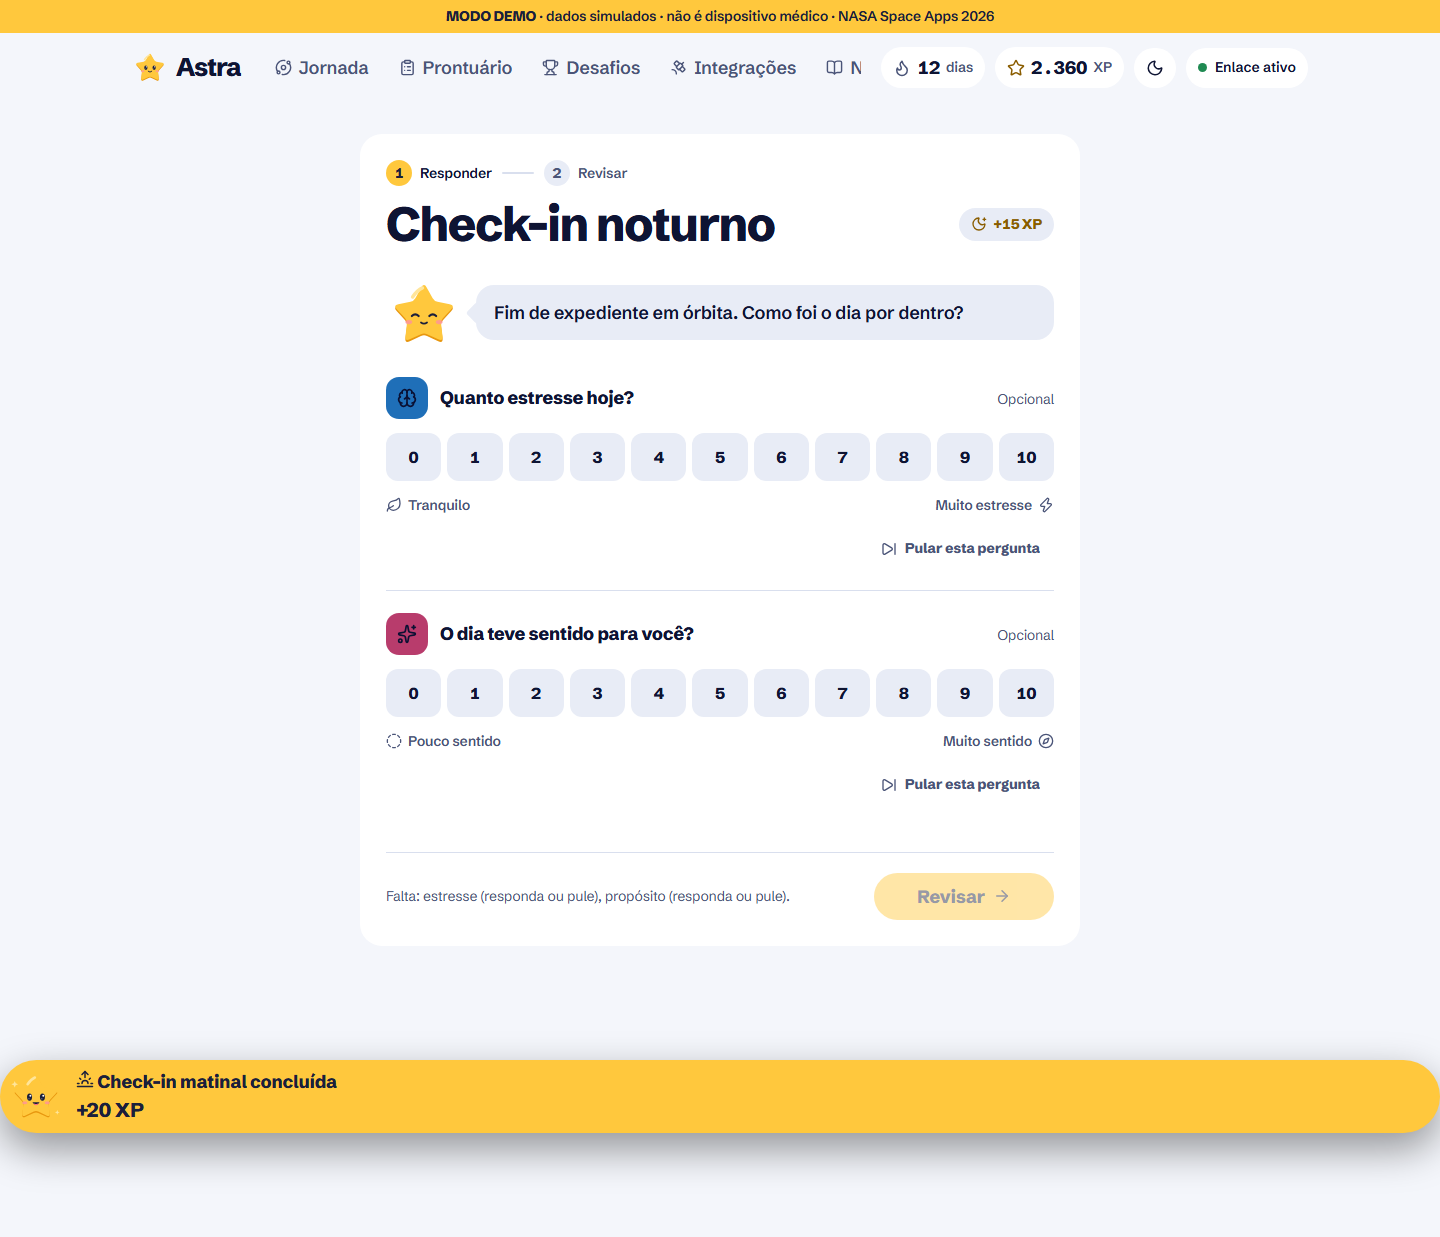 MODO DEMO · dados simulados · não é dispositivo médico · NASA Space Apps 2026
Astra Jornada Prontuário Desafios Integrações N 12 dias 2.360 XP Enlace ativo
1 Responder 2 Revisar
Check-in noturno +15 XP
Fim de expediente em órbita. Como foi o dia por dentro?
Quanto estresse hoje? Opcional
0 1 2 3 4 5 6 7 8 9 10
Tranquilo Muito estresse
Pular esta pergunta
O dia teve sentido para você? Opcional
0 1 2 3 4 5 6 7 8 9 10
Pouco sentido Muito sentido
Pular esta pergunta
Falta: estresse (responda ou pule), propósito (responda ou pule). Revisar
Check-in matinal concluída
+20 XP